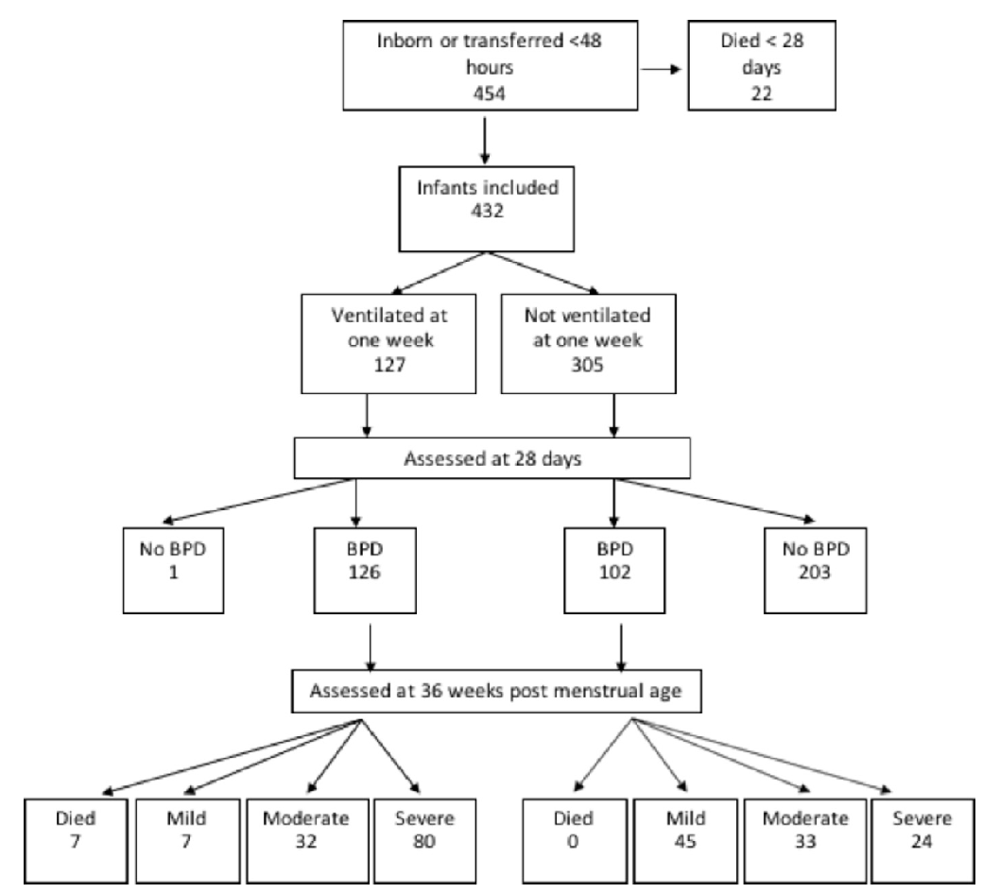 Inborn or transferred <48
hours
454
Died < 28
days
22
Infants included
432
Ventilated at
one week
127
Not ventilated
at one week
305
Assessed at 28 days
No BPD
1
BPD
126
BPD
102
No BPD
203
Assessed at 36 weeks post menstrual age
Died
7
Mild
7
Moderate
32
Severe
80
Died
0
Mild
45
Moderate
33
Severe
24